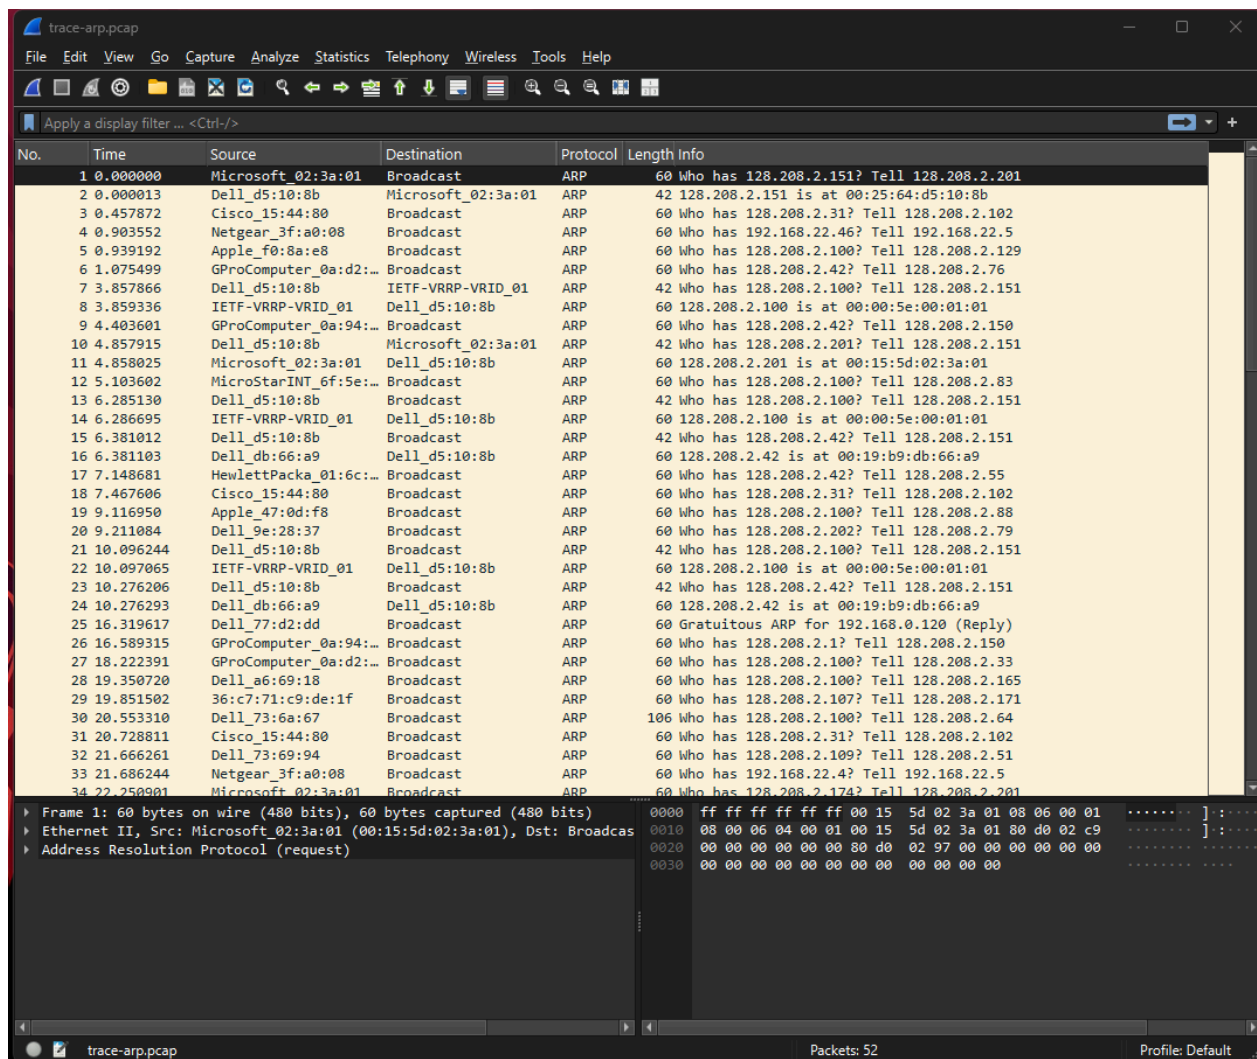 trace-arp.pcap
File Edit View Go Capture Analyze Statistics Telephony Wireless Tools Help
Apply a display filter ... <Ctrl-/>
No. Time Source Destination Protocol Length Info
1 0.000000 Microsoft_02:3a:01 Broadcast ARP 60 Who has 128.208.2.151? Tell 128.208.2.201
2 0.000013 Dell_d5:10:8b Microsoft_02:3a:01 ARP 42 128.208.2.151 is at 00:25:64:d5:10:8b
3 0.457872 Cisco_15:44:80 Broadcast ARP 60 Who has 128.208.2.31? Tell 128.208.2.102
4 0.903552 Netgear_3f:a0:08 Broadcast ARP 60 Who has 192.168.22.46? Tell 192.168.22.5
5 0.939192 Apple_f0:8a:e8 Broadcast ARP 60 Who has 128.208.2.100? Tell 128.208.2.129
6 1.075499 GProComputer_0a:d2:… Broadcast ARP 60 Who has 128.208.2.42? Tell 128.208.2.76
7 3.857866 Dell_d5:10:8b IETF-VRRP-VRID_01 ARP 42 Who has 128.208.2.100? Tell 128.208.2.151
8 3.859336 IETF-VRRP-VRID_01 Dell_d5:10:8b ARP 60 128.208.2.100 is at 00:00:5e:00:01:01
9 4.403601 GProComputer_0a:94:… Broadcast ARP 60 Who has 128.208.2.42? Tell 128.208.2.150
10 4.857915 Dell_d5:10:8b Microsoft_02:3a:01 ARP 42 Who has 128.208.2.201? Tell 128.208.2.151
11 4.858025 Microsoft_02:3a:01 Dell_d5:10:8b ARP 60 128.208.2.201 is at 00:15:5d:02:3a:01
12 5.103602 MicroStarINT_6f:5e:… Broadcast ARP 60 Who has 128.208.2.100? Tell 128.208.2.83
13 6.285130 Dell_d5:10:8b Broadcast ARP 42 Who has 128.208.2.100? Tell 128.208.2.151
14 6.286695 IETF-VRRP-VRID_01 Dell_d5:10:8b ARP 60 128.208.2.100 is at 00:00:5e:00:01:01
15 6.381012 Dell_d5:10:8b Broadcast ARP 42 Who has 128.208.2.42? Tell 128.208.2.151
16 6.381103 Dell_db:66:a9 Dell_d5:10:8b ARP 60 128.208.2.42 is at 00:19:b9:db:66:a9
17 7.148681 HewlettPacka_01:6c:… Broadcast ARP 60 Who has 128.208.2.42? Tell 128.208.2.55
18 7.467606 Cisco_15:44:80 Broadcast ARP 60 Who has 128.208.2.31? Tell 128.208.2.102
19 9.116950 Apple_47:0d:f8 Broadcast ARP 60 Who has 128.208.2.100? Tell 128.208.2.88
20 9.211084 Dell_9e:28:37 Broadcast ARP 60 Who has 128.208.2.202? Tell 128.208.2.79
21 10.096244 Dell_d5:10:8b Broadcast ARP 42 Who has 128.208.2.100? Tell 128.208.2.151
22 10.097065 IETF-VRRP-VRID_01 Dell_d5:10:8b ARP 60 128.208.2.100 is at 00:00:5e:00:01:01
23 10.276206 Dell_d5:10:8b Broadcast ARP 42 Who has 128.208.2.42? Tell 128.208.2.151
24 10.276293 Dell_db:66:a9 Dell_d5:10:8b ARP 60 128.208.2.42 is at 00:19:b9:db:66:a9
25 16.319617 Dell_77:d2:dd Broadcast ARP 60 Gratuitous ARP for 192.168.0.120 (Reply)
26 16.589315 GProComputer_0a:94:… Broadcast ARP 60 Who has 128.208.2.1? Tell 128.208.2.150
27 18.222391 GProComputer_0a:d2:… Broadcast ARP 60 Who has 128.208.2.100? Tell 128.208.2.33
28 19.350720 Dell_a6:69:18 Broadcast ARP 60 Who has 128.208.2.100? Tell 128.208.2.165
29 19.851502 36:c7:71:c9:de:1f Broadcast ARP 60 Who has 128.208.2.107? Tell 128.208.2.171
30 20.553310 Dell_73:6a:67 Broadcast ARP 106 Who has 128.208.2.100? Tell 128.208.2.64
31 20.728811 Cisco_15:44:80 Broadcast ARP 60 Who has 128.208.2.31? Tell 128.208.2.102
32 21.666261 Dell_73:69:94 Broadcast ARP 60 Who has 128.208.2.109? Tell 128.208.2.51
33 21.686244 Netgear_3f:a0:08 Broadcast ARP 60 Who has 192.168.22.4? Tell 192.168.22.5
34 22.250901 Microsoft_02:3a:01 Broadcast ARP 60 Who has 128.208.2.174? Tell 128.208.2.201
Frame 1: 60 bytes on wire (480 bits), 60 bytes captured (480 bits)
Ethernet II, Src: Microsoft_02:3a:01 (00:15:5d:02:3a:01), Dst: Broadcas
Address Resolution Protocol (request)
0000 ff ff ff ff ff ff 00 15 5d 02 3a 01 08 06 00 01 ········ ]·:·····
0010 08 00 06 04 00 01 00 15 5d 02 3a 01 80 d0 02 c9 ········ ]·:·····
0020 00 00 00 00 00 00 80 d0 02 97 00 00 00 00 00 00 ········ ········
0030 00 00 00 00 00 00 00 00 00 00 00 00 ········ ····
trace-arp.pcap Packets: 52 Profile: Default